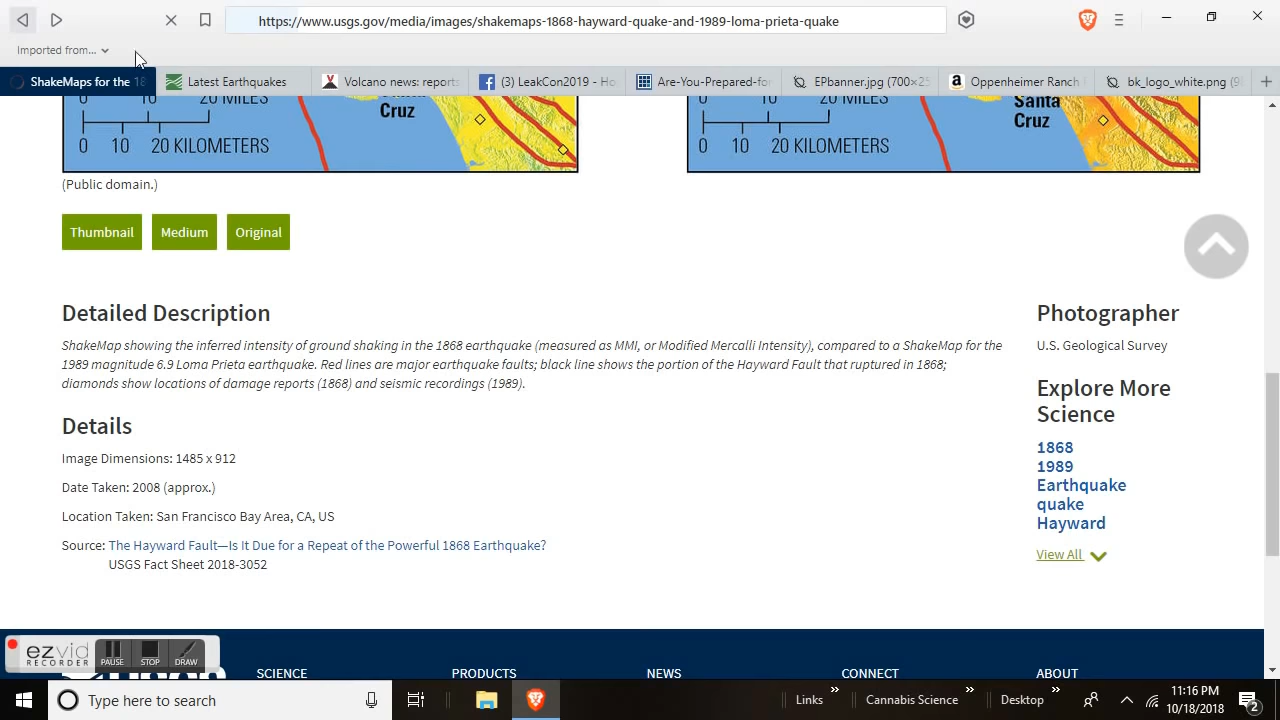 https://www.usgs.gov/media/images/shakemaps-1868-hayward-quake-and-1989-loma-prieta-quake
Imported from...
ShakeMaps for the 18
Latest Earthquakes
Volcano news: reports
(3) LeakCon2019 - Ho
Are-You-Prepared-for
EPbanner.jpg (700×25
Oppenheimer Ranch
bk_logo_white.png (9
0 10 20 MILES
Cruz
0 10 20 KILOMETERS
0 10 20 MILES
Santa
Cruz
0 10 20 KILOMETERS
(Public domain.)
Thumbnail
Medium
Original
Detailed Description
ShakeMap showing the inferred intensity of ground shaking in the 1868 earthquake (measured as MMI, or Modified Mercalli Intensity), compared to a ShakeMap for the
1989 magnitude 6.9 Loma Prieta earthquake. Red lines are major earthquake faults; black line shows the portion of the Hayward Fault that ruptured in 1868;
diamonds show locations of damage reports (1868) and seismic recordings (1989).
Details
Image Dimensions: 1485 x 912
Date Taken: 2008 (approx.)
Location Taken: San Francisco Bay Area, CA, US
Source: The Hayward Fault—Is It Due for a Repeat of the Powerful 1868 Earthquake?
USGS Fact Sheet 2018-3052
Photographer
U.S. Geological Survey
Explore More
Science
1868
1989
Earthquake
quake
Hayward
View All
ezvid
RECORDER
PAUSE
STOP
DRAW
SCIENCE
PRODUCTS
NEWS
CONNECT
ABOUT
Type here to search
Links
Cannabis Science
Desktop
11:16 PM
10/18/2018
2